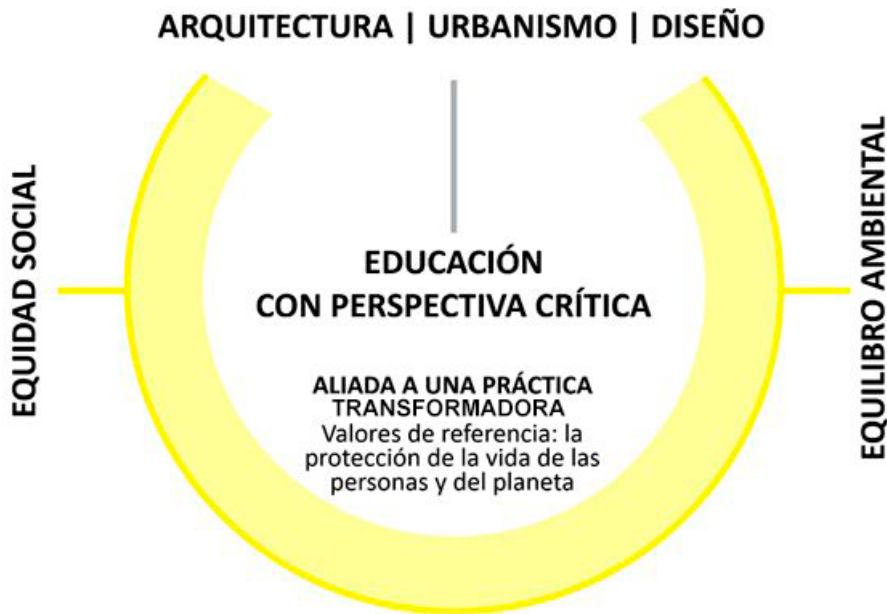 ARQUITECTURA | URBANISMO | DISEÑO
EQUIDAD SOCIAL
EDUCACIÓN
CON PERSPECTIVA CRÍTICA
ALIADA A UNA PRÁCTICA
TRANSFORMADORA
Valores de referencia: la
protección de la vida de las
personas y del planeta
EQUILIBRO AMBIENTAL